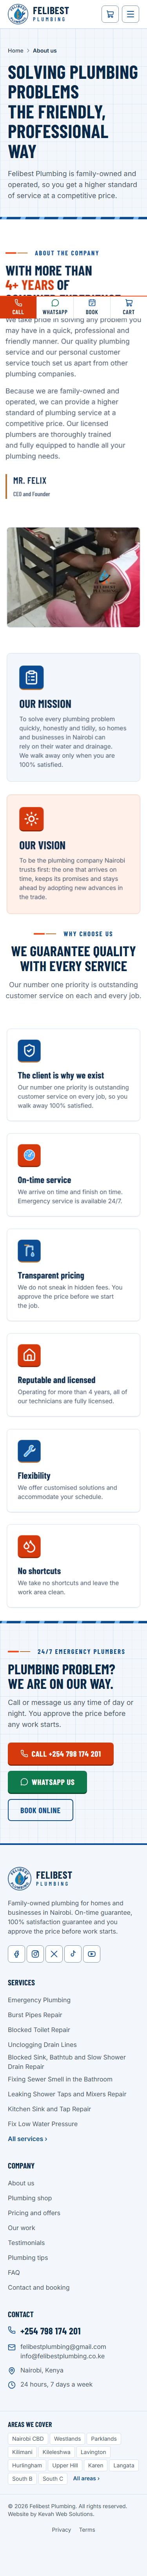 FELIBEST
PLUMBING
Home > About us
SOLVING PLUMBING
PROBLEMS
THE FRIENDLY,
PROFESSIONAL
WAY
Felibest Plumbing is family-owned and
operated, so you get a higher standard
of service at a competitive price.
ABOUT THE COMPANY
WITH MORE THAN
4+ YEARS OF
CALL
WHATSAPP
BOOK
CART
We take pride in solving any problem you
may have in a quick, professional and
friendly manner. Our quality plumbing
service and our personal customer
service touch set us apart from other
plumbing companies.
Because we are family-owned and
operated, we can provide a higher
standard of plumbing service at a
competitive price. Our licensed
plumbers are thoroughly trained
and fully equipped to handle all your
plumbing needs.
MR. FELIX
CEO and Founder
OUR MISSION
To solve every plumbing problem
quickly, honestly and tidily, so homes
and businesses in Nairobi can
rely on their water and drainage.
We walk away only when you are
100% satisfied.
OUR VISION
To be the plumbing company Nairobi
trusts first: the one that arrives on
time, keeps its promises and stays
ahead by adopting new advances in
the trade.
WHY CHOOSE US
WE GUARANTEE QUALITY
WITH EVERY SERVICE
Our number one priority is outstanding
customer service on each and every job.
The client is why we exist
Our number one priority is outstanding
customer service on every job, so you
walk away 100% satisfied.
On-time service
We arrive on time and finish on time.
Emergency service is available 24/7.
Transparent pricing
We do not sneak in hidden fees. You
approve the price before we start
the job.
Reputable and licensed
Operating for more than 4 years, all of
our technicians are fully licensed.
Flexibility
We offer customised solutions and
accommodate your schedule.
No shortcuts
We take no shortcuts and leave the
work area clean.
24/7 EMERGENCY PLUMBERS
PLUMBING PROBLEM?
WE ARE ON OUR WAY.
Call or message us any time of day or
night. You approve the price before
any work starts.
CALL +254 798 174 201
WHATSAPP US
BOOK ONLINE
FELIBEST
PLUMBING
Family-owned plumbing for homes and
businesses in Nairobi. On-time guarantee,
100% satisfaction guarantee and you
approve the price before work starts.
SERVICES
Emergency Plumbing
Burst Pipes Repair
Blocked Toilet Repair
Unclogging Drain Lines
Blocked Sink, Bathtub and Slow Shower
Drain Repair
Fixing Sewer Smell in the Bathroom
Leaking Shower Taps and Mixers Repair
Kitchen Sink and Tap Repair
Fix Low Water Pressure
All services ›
COMPANY
About us
Plumbing shop
Pricing and offers
Our work
Testimonials
Plumbing tips
FAQ
Contact and booking
CONTACT
+254 798 174 201
felibestplumbing@gmail.com
info@felibestplumbing.co.ke
Nairobi, Kenya
24 hours, 7 days a week
AREAS WE COVER
Nairobi CBD Westlands Parklands
Kilimani Kileleshwa Lavington
Hurlingham Upper Hill Karen Langata
South B South C All areas ›
© 2026 Felibest Plumbing. All rights reserved.
Website by Kevah Web Solutions.
Privacy Terms